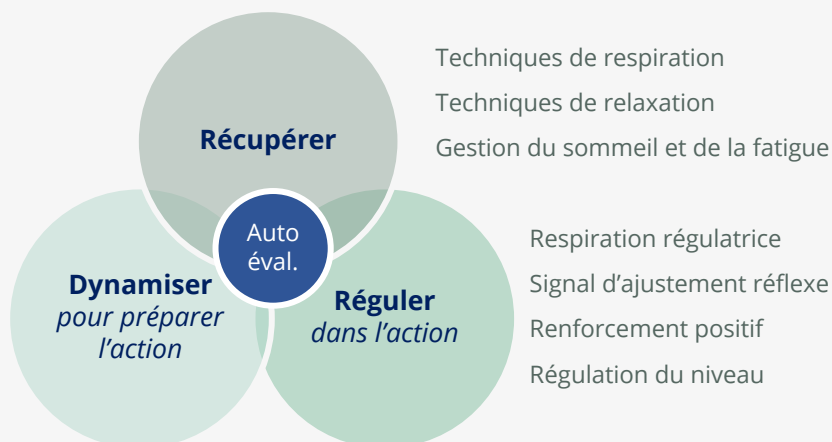 Récupérer
Techniques de respiration
Techniques de relaxation
Gestion du sommeil et de la fatigue
Auto
éval.
Dynamiser
pour préparer
l’action
Réguler
dans l’action
Respiration régulatrice
Signal d’ajustement réflexe
Renforcement positif
Régulation du niveau